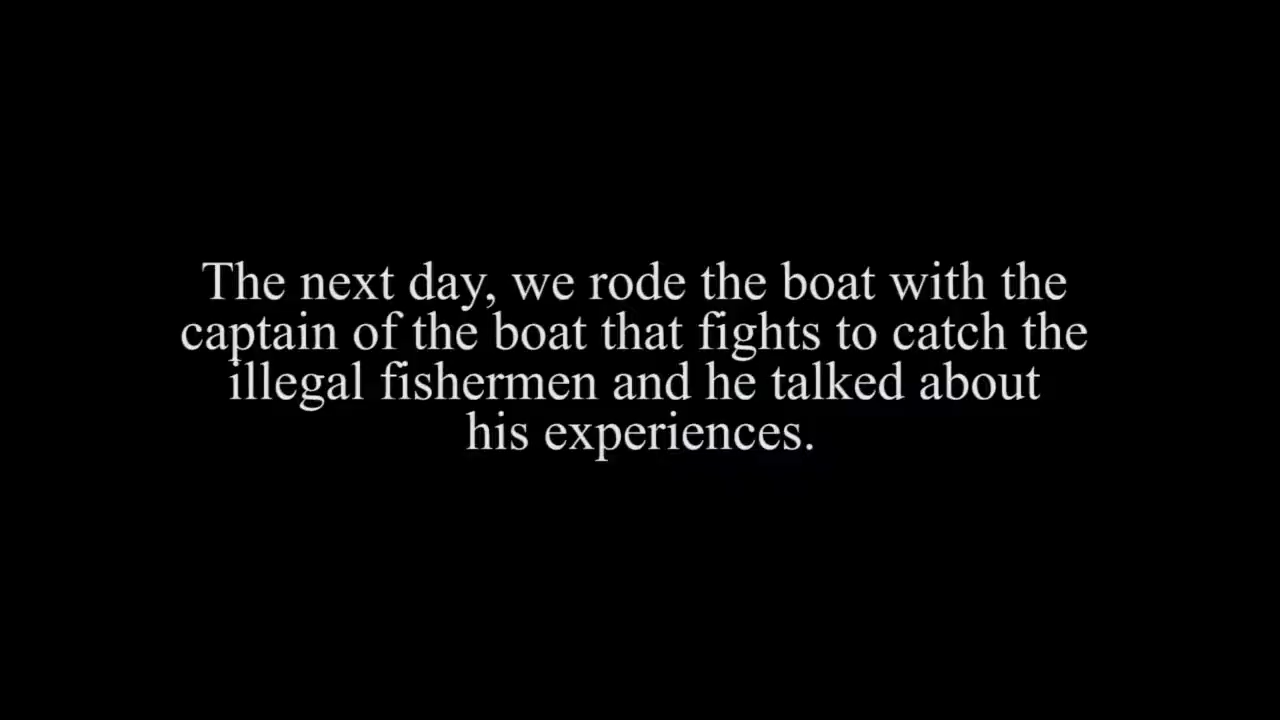 The next day, we rode the boat with the
captain of the boat that fights to catch the
illegal fishermen and he talked about
his experiences.